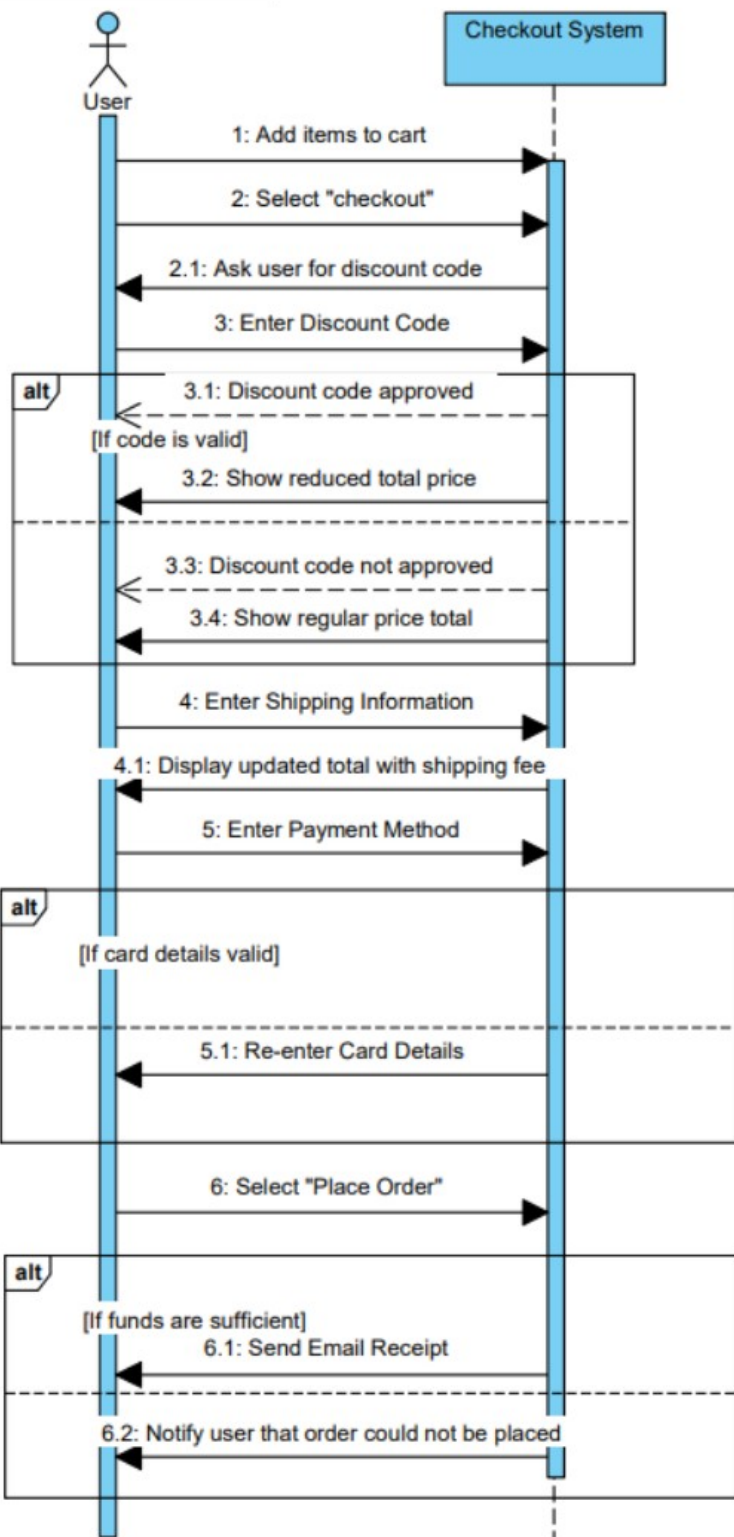 Checkout System
User
1: Add items to cart
2: Select "checkout"
2.1: Ask user for discount code
3: Enter Discount Code
alt
3.1: Discount code approved
[If code is valid]
3.2: Show reduced total price
3.3: Discount code not approved
3.4: Show regular price total
4: Enter Shipping Information
4.1: Display updated total with shipping fee
5: Enter Payment Method
alt
[If card details valid]
5.1: Re-enter Card Details
6: Select "Place Order"
alt
[If funds are sufficient]
6.1: Send Email Receipt
6.2: Notify user that order could not be placed